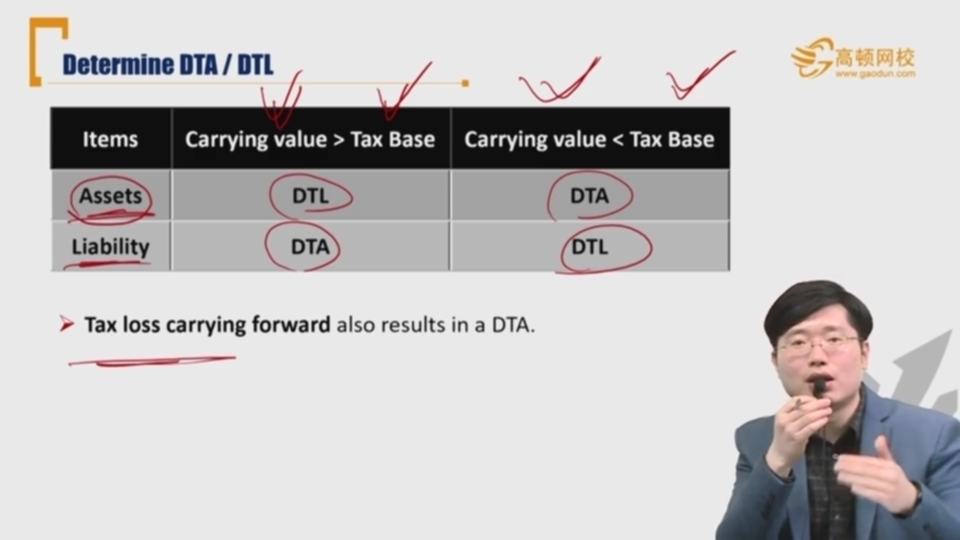 Determine DTA / DTL
高顿网校
www.gaodun.com
Items Carrying value > Tax Base Carrying value < Tax Base
Assets DTL DTA
Liability DTA DTL
Tax loss carrying forward also results in a DTA.